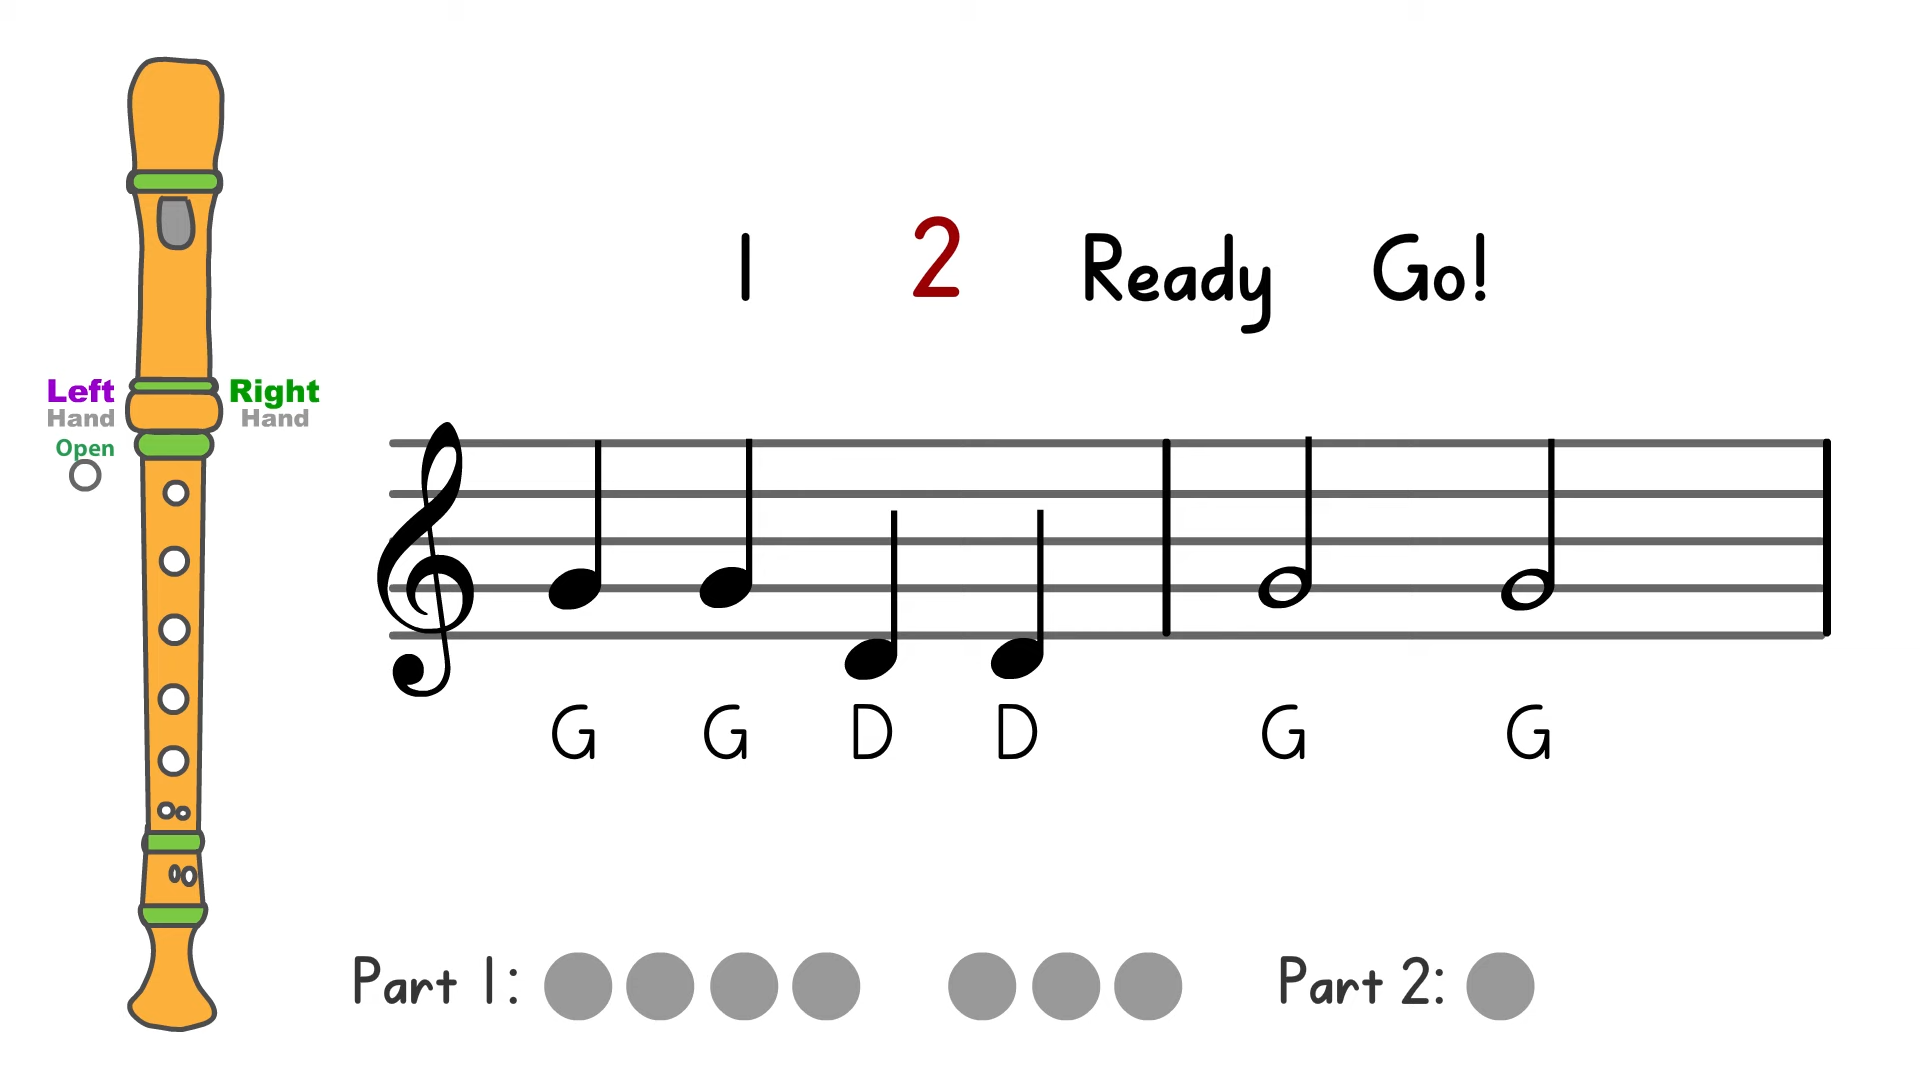 1 2 Ready Go!
Left Right
Hand Hand
Open
G G D D G G
Part 1: Part 2: